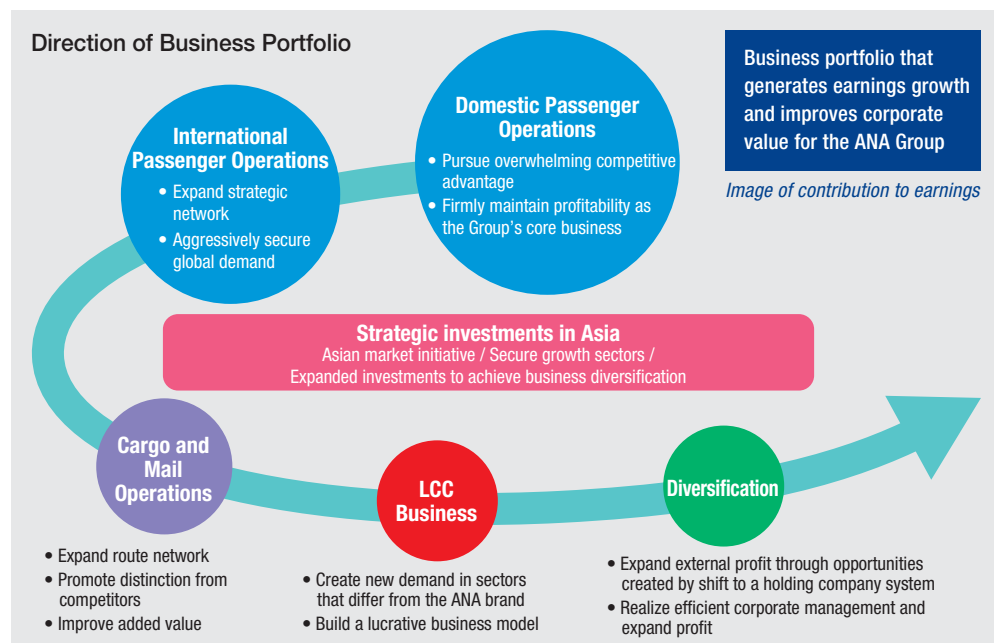 Direction of Business Portfolio
Business portfolio that
generates earnings growth
and improves corporate
value for the ANA Group
Image of contribution to earnings
International
Passenger Operations
• Expand strategic
network
• Aggressively secure
global demand
Domestic Passenger
Operations
• Pursue overwhelming competitive
advantage
• Firmly maintain profitability as
the Group's core business
Strategic investments in Asia
Asian market initiative / Secure growth sectors /
Expanded investments to achieve business diversification
Cargo and
Mail
Operations
• Expand route network
• Promote distinction from
competitors
• Improve added value
LCC
Business
• Create new demand in sectors
that differ from the ANA brand
• Build a lucrative business model
Diversification
• Expand external profit through opportunities
created by shift to a holding company system
• Realize efficient corporate management and
expand profit